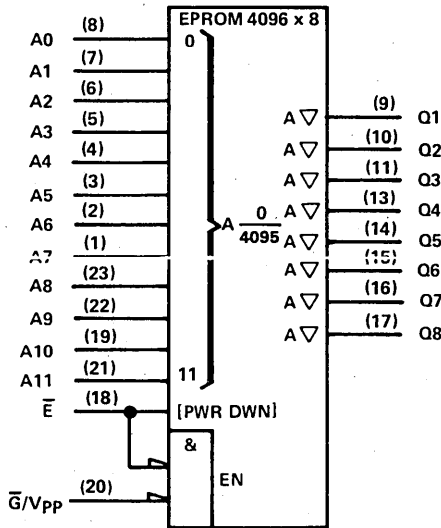 EPROM 4096 x 8
A0 (8) 0
A1 (7)
A2 (6)
A3 (5)
A4 (4)
A5 (3)
A6 (2)
A7 (1)
A8 (23)
A9 (22)
A10 (19)
A11 (21) 11
A 0/4095
E̅ (18) [PWR DWN]
&
EN
G̅/VPP (20)
A ▽ (9) Q1
A ▽ (10) Q2
A ▽ (11) Q3
A ▽ (13) Q4
A ▽ (14) Q5
A ▽ (15) Q6
A ▽ (16) Q7
A ▽ (17) Q8